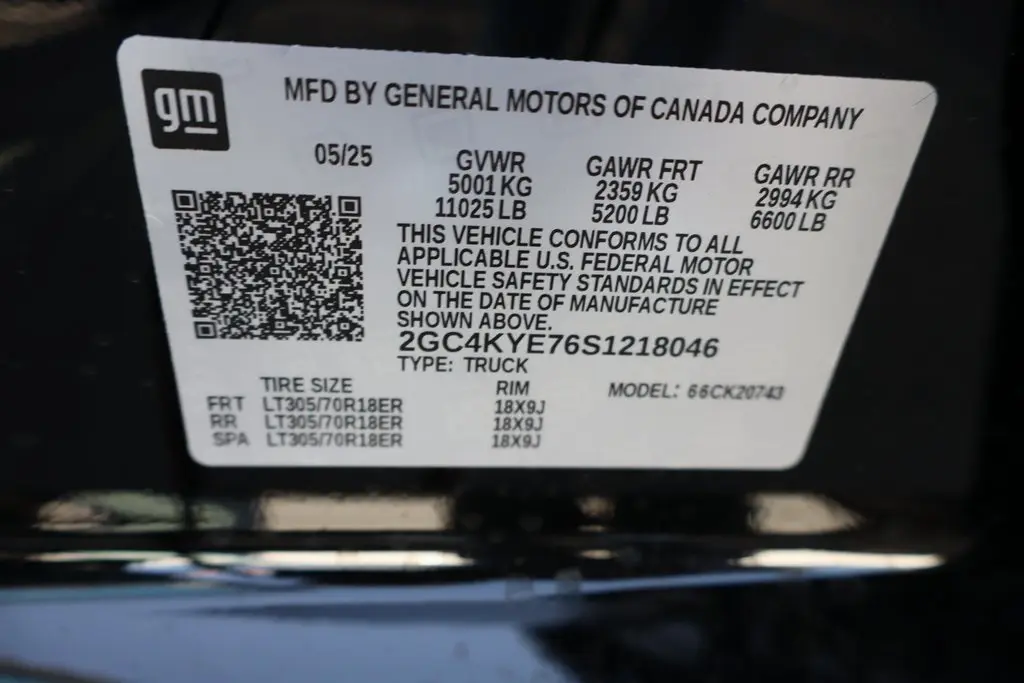 gm
MFD BY GENERAL MOTORS OF CANADA COMPANY
05/25 GVWR GAWR FRT GAWR RR
5001 KG 2359 KG 2994 KG
11025 LB 5200 LB 6600 LB
THIS VEHICLE CONFORMS TO ALL
APPLICABLE U.S. FEDERAL MOTOR
VEHICLE SAFETY STANDARDS IN EFFECT
ON THE DATE OF MANUFACTURE
SHOWN ABOVE.
2GC4KYE76S1218046
TYPE: TRUCK
TIRE SIZE RIM MODEL: 66CK20743
FRT LT305/70R18ER 18X9J
RR LT305/70R18ER 18X9J
SPA LT305/70R18ER 18X9J